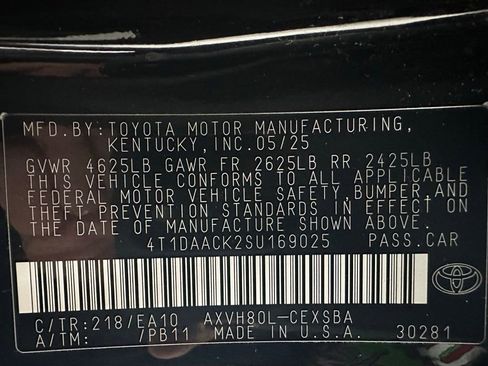 MFD.BY:TOYOTA MOTOR MANUFACTURING,
KENTUCKY,INC.05/25
GVWR 4625LB GAWR FR 2625LB RR 2425LB
THIS VEHICLE CONFORMS TO ALL APPLICABLE
FEDERAL MOTOR VEHICLE SAFETY,BUMPER,AND
THEFT PREVENTION STANDARDS IN EFFECT ON
THE DATE OF MANUFACTURE SHOWN ABOVE.
4T1DAACK2SU169025 PASS.CAR
C/TR:218/EA10 AXVH80L-CEXSBA
A/TM: /PB11 MADE IN U.S.A. 30281